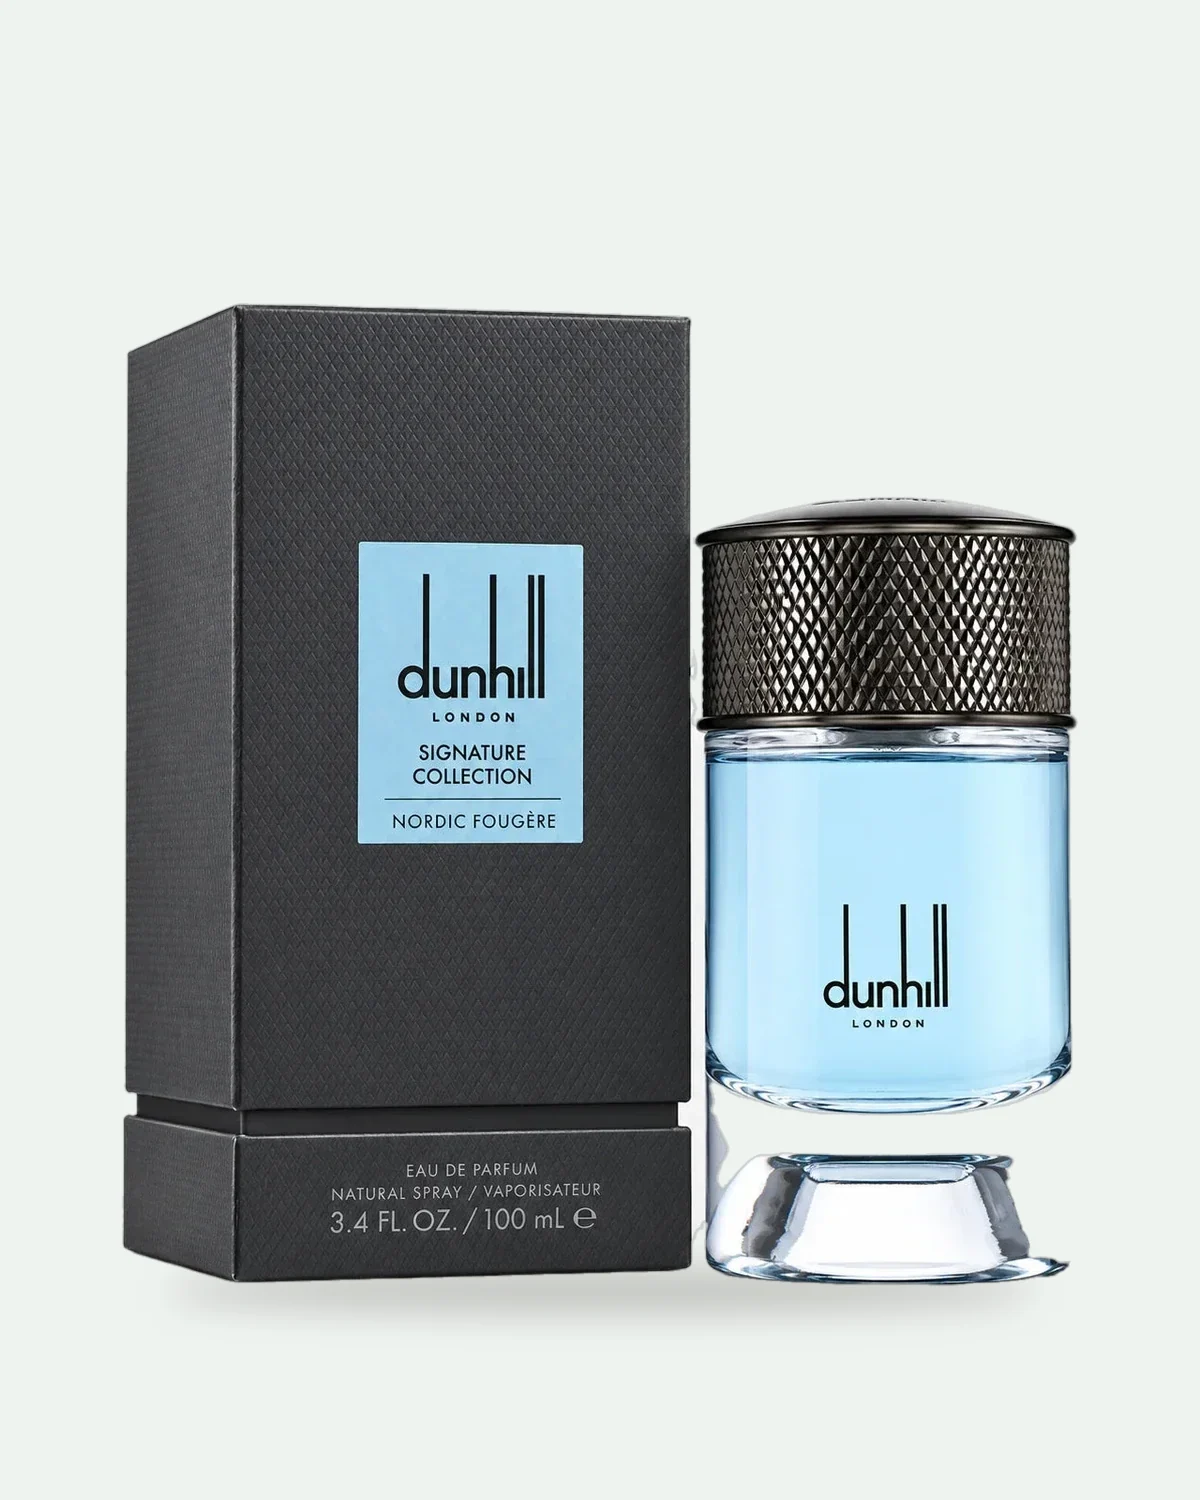 dunhill
LONDON
SIGNATURE
COLLECTION
NORDIC FOUGÈRE
EAU DE PARFUM
NATURAL SPRAY / VAPORISATEUR
3.4 FL. OZ. / 100 mL ℮
dunhill
LONDON